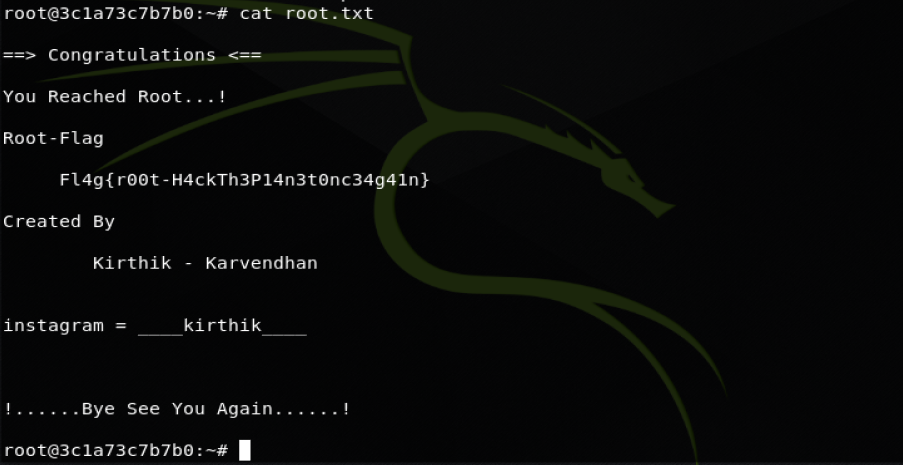 root@3c1a73c7b7b0:~# cat root.txt
==> Congratulations <==
You Reached Root...!
Root-Flag
Fl4g{r00t-H4ckTh3P14n3t0nc34g41n}
Created By
Kirthik - Karvendhan
instagram = ____kirthik____
!......Bye See You Again......!
root@3c1a73c7b7b0:~#